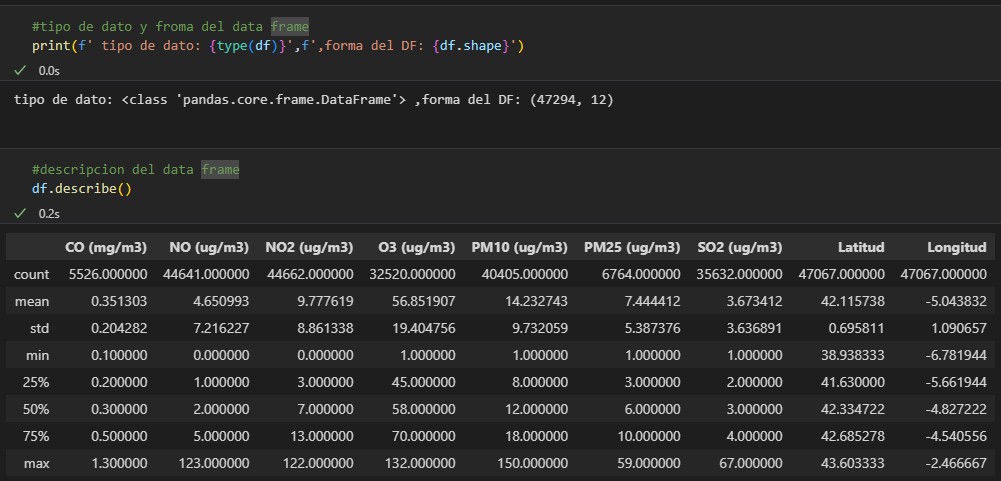 #tipo de dato y froma del data frame
print(f' tipo de dato: {type(df)}',f',forma del DF: {df.shape}')
0.0s
tipo de dato: <class 'pandas.core.frame.DataFrame'> ,forma del DF: (47294, 12)
#descripcion del data frame
df.describe()
0.2s
CO (mg/m3) NO (ug/m3) NO2 (ug/m3) O3 (ug/m3) PM10 (ug/m3) PM25 (ug/m3) SO2 (ug/m3) Latitud Longitud
count 5526.000000 44641.000000 44662.000000 32520.000000 40405.000000 6764.000000 35632.000000 47067.000000 47067.000000
mean 0.351303 4.650993 9.777619 56.851907 14.232743 7.444412 3.673412 42.115738 -5.043832
std 0.204282 7.216227 8.861338 19.404756 9.732059 5.387376 3.636891 0.695811 1.090657
min 0.100000 0.000000 0.000000 1.000000 1.000000 1.000000 1.000000 38.938333 -6.781944
25% 0.200000 1.000000 3.000000 45.000000 8.000000 3.000000 2.000000 41.630000 -5.661944
50% 0.300000 2.000000 7.000000 58.000000 12.000000 6.000000 3.000000 42.334722 -4.827222
75% 0.500000 5.000000 13.000000 70.000000 18.000000 10.000000 4.000000 42.685278 -4.540556
max 1.300000 123.000000 122.000000 132.000000 150.000000 59.000000 67.000000 43.603333 -2.466667